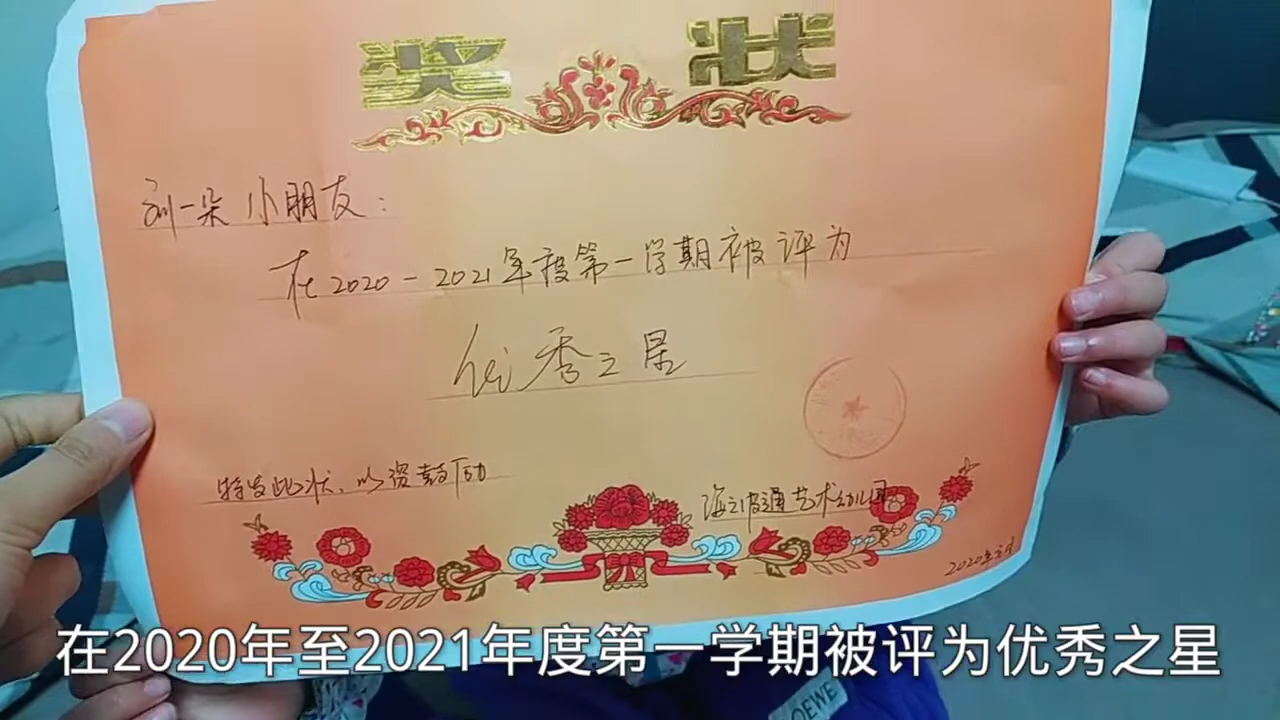 奖状
刘一朵小朋友：
在2020-2021年度第一学期被评为
优秀之星
特发此状、以资鼓励
艺术幼儿园
在2020年至2021年度第一学期被评为优秀之星
LOEWE